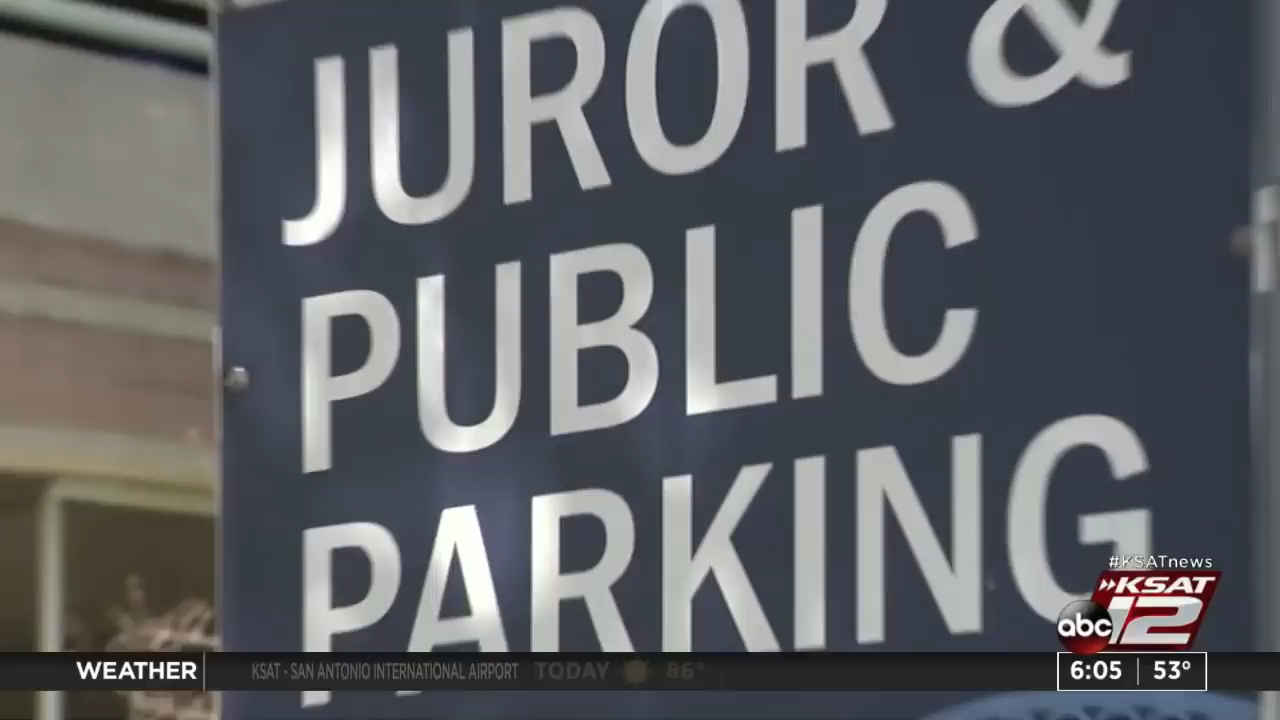 JUROR &
PUBLIC
PARKING
#KSATnews
KSAT
abc 12
WEATHER KSAT - SAN ANTONIO INTERNATIONAL AIRPORT TODAY 86° 6:05 53°